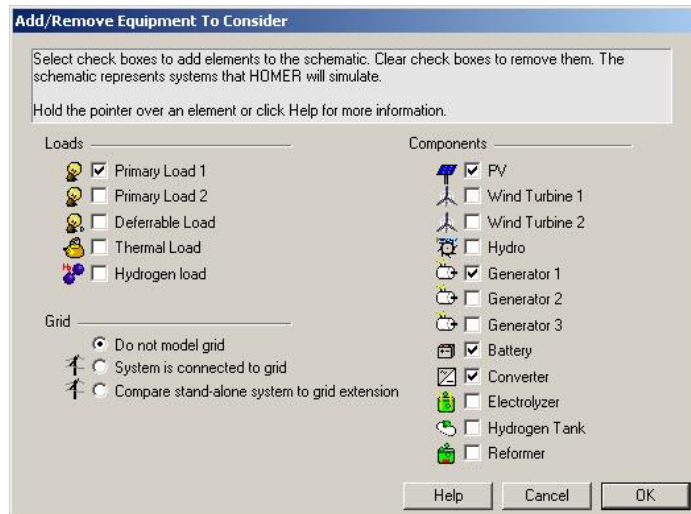 Add/Remove Equipment To Consider
Select check boxes to add elements to the schematic. Clear check boxes to remove them. The
schematic represents systems that HOMER will simulate.
Hold the pointer over an element or click Help for more information.
Loads
Primary Load 1
Primary Load 2
Deferrable Load
Thermal Load
Hydrogen load
Grid
Do not model grid
System is connected to grid
Compare stand-alone system to grid extension
Components
PV
Wind Turbine 1
Wind Turbine 2
Hydro
Generator 1
Generator 2
Generator 3
Battery
Converter
Electrolyzer
Hydrogen Tank
Reformer
Help
Cancel
OK